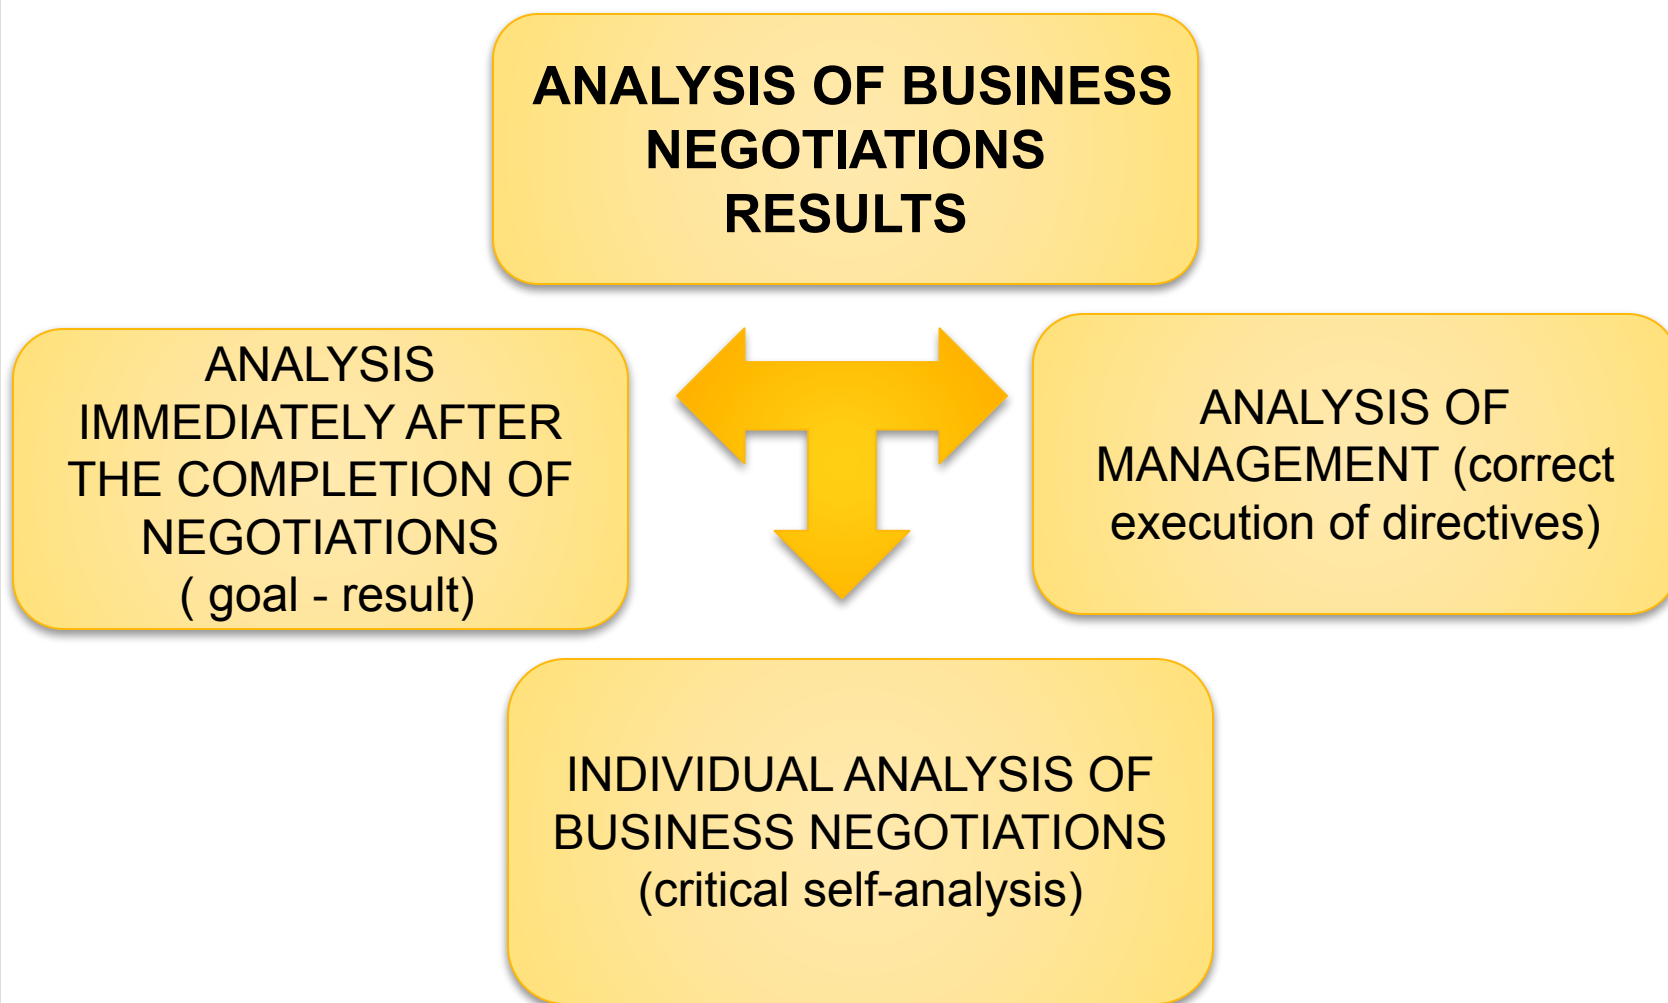 ANALYSIS OF BUSINESS
NEGOTIATIONS
RESULTS
ANALYSIS
IMMEDIATELY AFTER
THE COMPLETION OF
NEGOTIATIONS
( goal - result)
ANALYSIS OF
MANAGEMENT (correct
execution of directives)
INDIVIDUAL ANALYSIS OF
BUSINESS NEGOTIATIONS
(critical self-analysis)